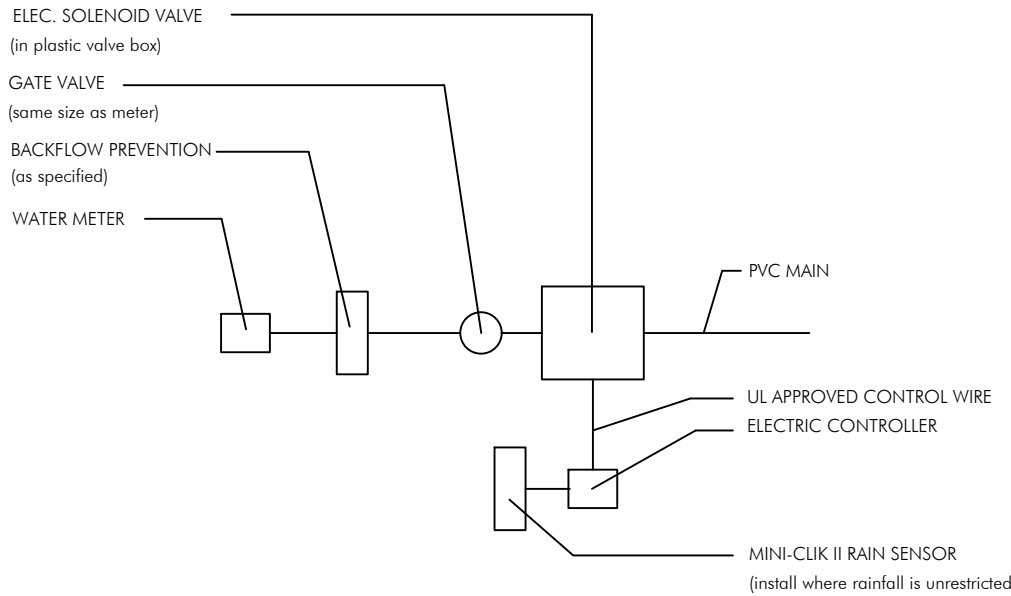 ELEC. SOLENOID VALVE
(in plastic valve box)
GATE VALVE
(same size as meter)
BACKFLOW PREVENTION
(as specified)
WATER METER
PVC MAIN
UL APPROVED CONTROL WIRE
ELECTRIC CONTROLLER
MINI-CLIK II RAIN SENSOR
(install where rainfall is unrestricted